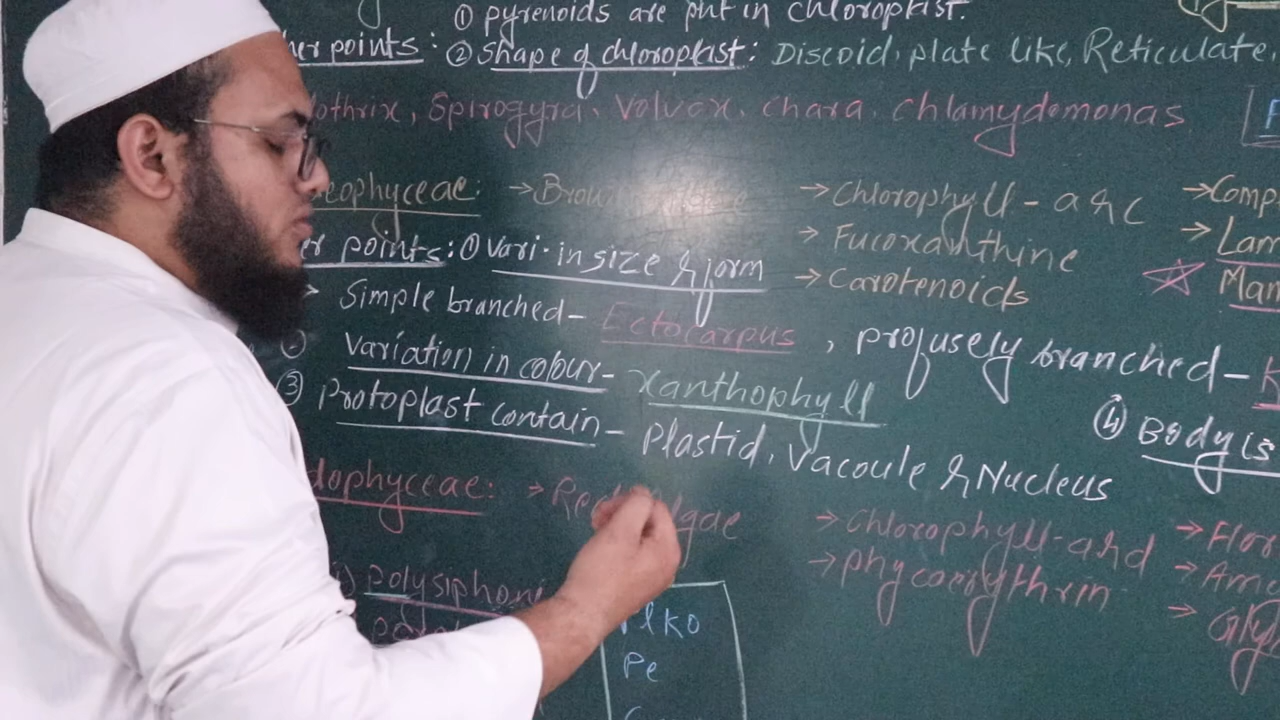 ① pyrenoids are put in chloroplast.
her points : ② Shape of chloroplast : Discoid, plate like, Reticulate,
othrix, Spirogyra, Volvox, Chara, Chlamydomonas
eophyceae: → Brown → Chlorophyll - a & c → Comp
er points : ① Vari. in size & form → Fucoxanthine → Lam
→ Carotenoids ☆ Man
> Simple branched - Ectocarpus , profusely branched - K
② Variation in colour - Xanthophyll
③ Protoplast contain - Plastid, Vacoule & Nucleus ④ Body is
dophyceae: → Red algae → Chlorophyll - a & d → Flor
→ Phycoerythrin → Amo
i) polysiphoni → Gly
Pe